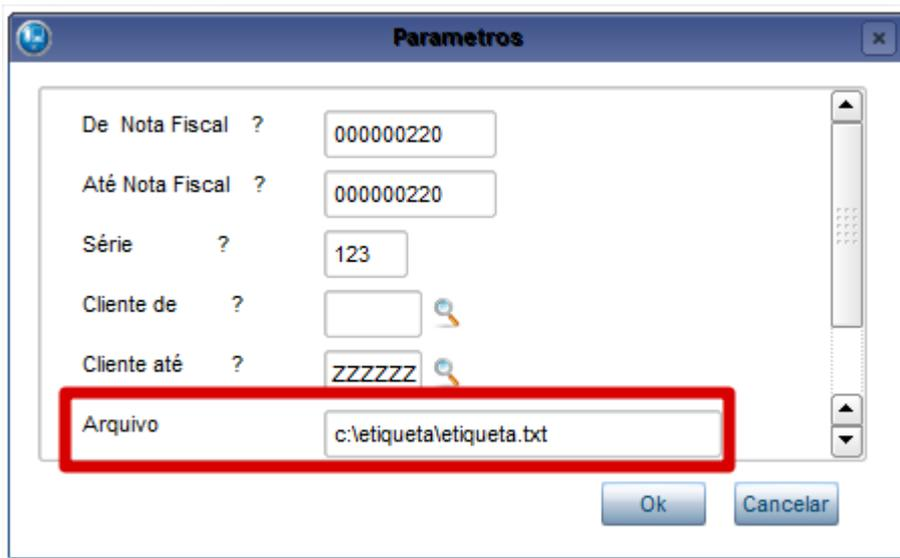 Parametros
De Nota Fiscal ? 000000220
Até Nota Fiscal ? 000000220
Série ? 123
Cliente de ?
Cliente até ? ZZZZZZ
Arquivo c:\etiqueta\etiqueta.txt
Ok Cancelar